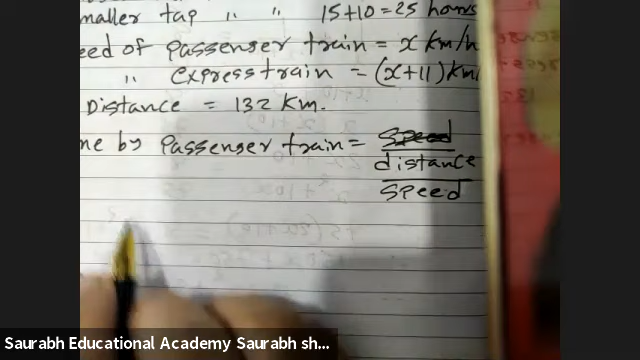 maller tap " " 15+10=25 hours
eed of passenger train = x km/h
" express train = (x+11) km/
Distance = 132 km.
me by passenger train = speed
distance
speed
Saurabh Educational Academy Saurabh sh...